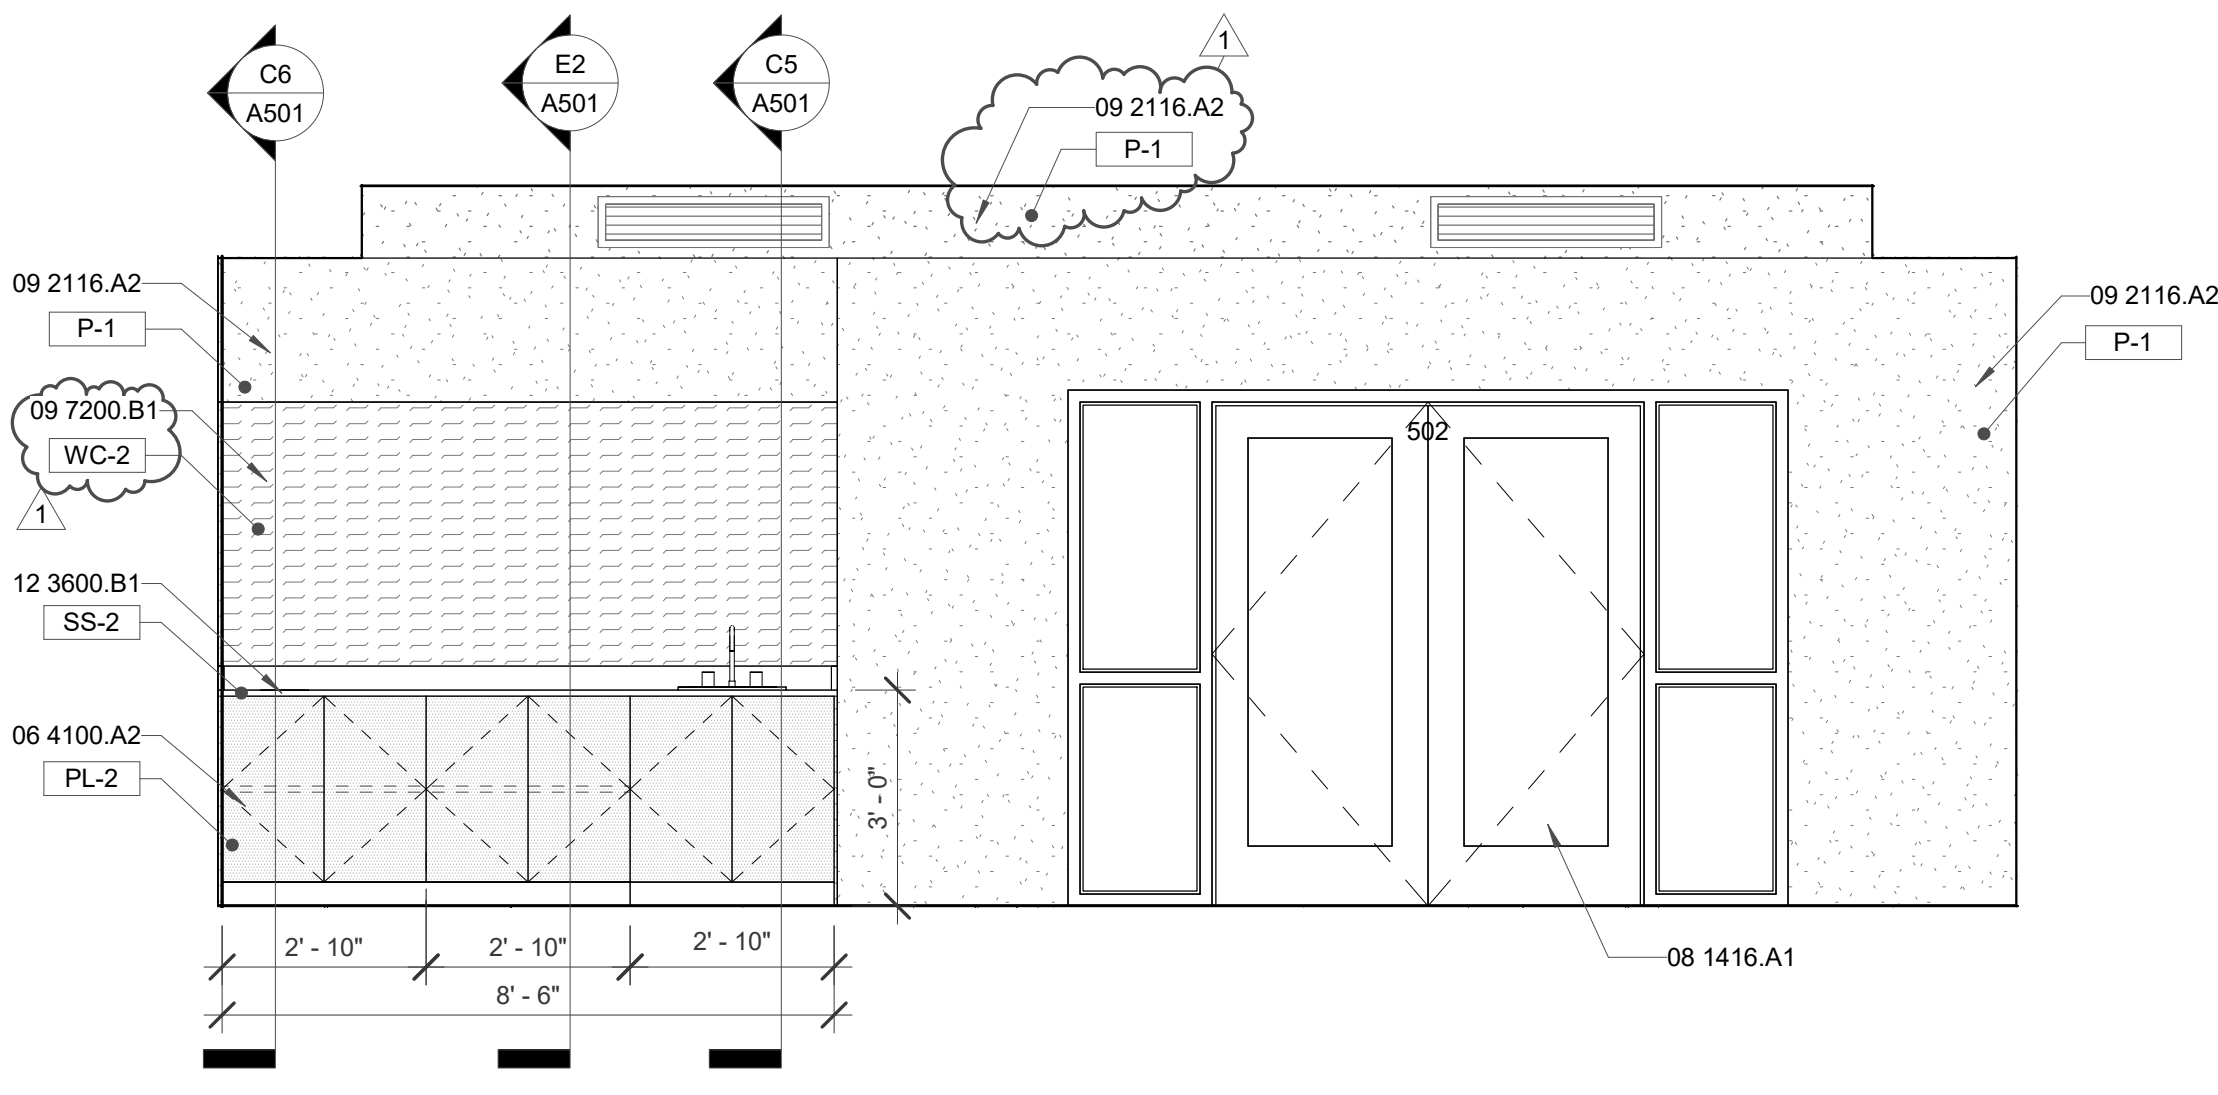 C6
A501
E2
A501
C5
A501
1
09 2116.A2
P-1
09 2116.A2
P-1
09 2116.A2
P-1
09 7200.B1
WC-2
1
502
12 3600.B1
SS-2
06 4100.A2
PL-2
3' - 0"
2' - 10"
2' - 10"
2' - 10"
8' - 6"
08 1416.A1